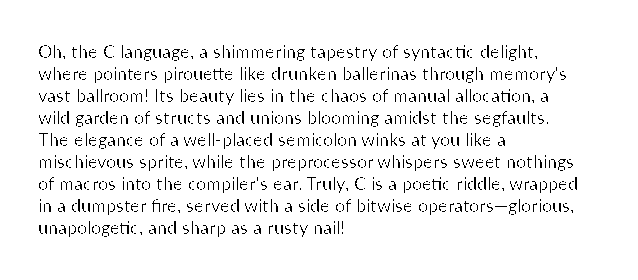 Oh, the C language, a shimmering tapestry of syntactic delight,
where pointers pirouette like drunken ballerinas through memory's
vast ballroom! Its beauty lies in the chaos of manual allocation, a
wild garden of structs and unions blooming amidst the segfaults.
The elegance of a well-placed semicolon winks at you like a
mischievous sprite, while the preprocessor whispers sweet nothings
of macros into the compiler's ear. Truly, C is a poetic riddle, wrapped
in a dumpster fire, served with a side of bitwise operators—glorious,
unapologetic, and sharp as a rusty nail!